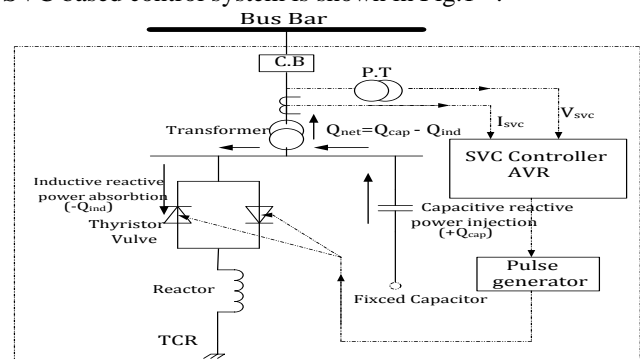 SVC based control system is shown in Fig.1
Bus Bar
C.B
P.T
Isvc
Vsvc
Transformer
Qnet=Qcap - Qind
SVC Controller
AVR
Inductive reactive
power absorbtion
(-Qind)
Thyristor
Vulve
Capacitive reactive
power injection
(+Qcap)
Pulse
generator
Reactor
Fixced Capacitor
TCR